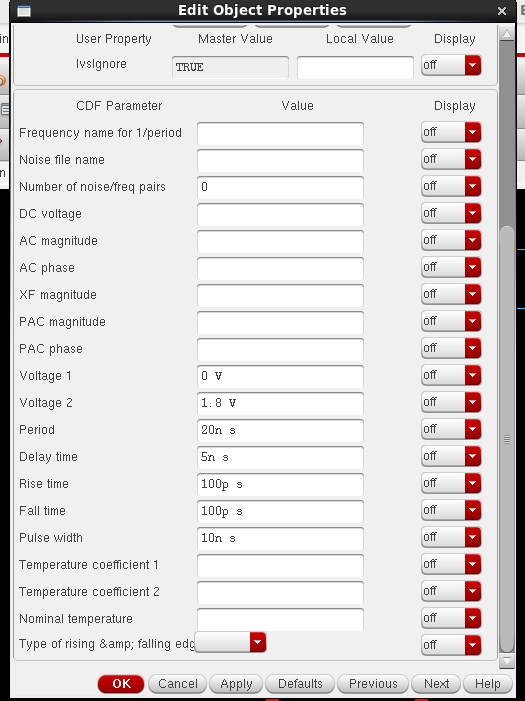 Edit Object Properties
User Property Master Value Local Value Display
lvsIgnore TRUE off
CDF Parameter Value Display
Frequency name for 1/period off
Noise file name off
Number of noise/freq pairs 0 off
DC voltage off
AC magnitude off
AC phase off
XF magnitude off
PAC magnitude off
PAC phase off
Voltage 1 0 V off
Voltage 2 1.8 V off
Period 20n s off
Delay time 5n s off
Rise time 100p s off
Fall time 100p s off
Pulse width 10n s off
Temperature coefficient 1 off
Temperature coefficient 2 off
Nominal temperature off
Type of rising &amp; falling edg off
OK Cancel Apply Defaults Previous Next Help